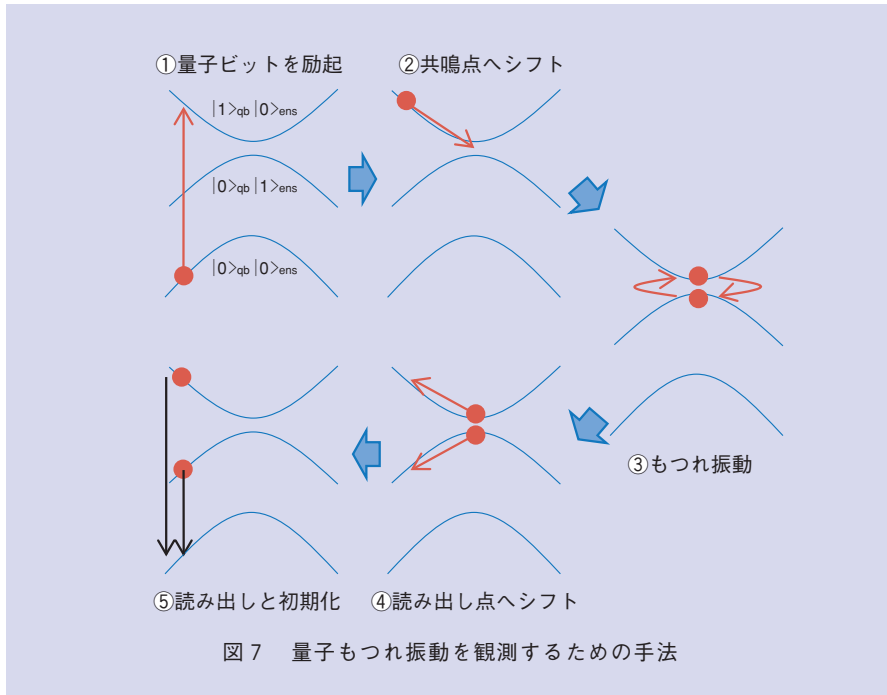 ①量子ビットを励起
②共鳴点へシフト
|1>qb |0>ens
|0>qb |1>ens
|0>qb |0>ens
③もつれ振動
⑤読み出しと初期化
④読み出し点へシフト
図7 量子もつれ振動を観測するための手法